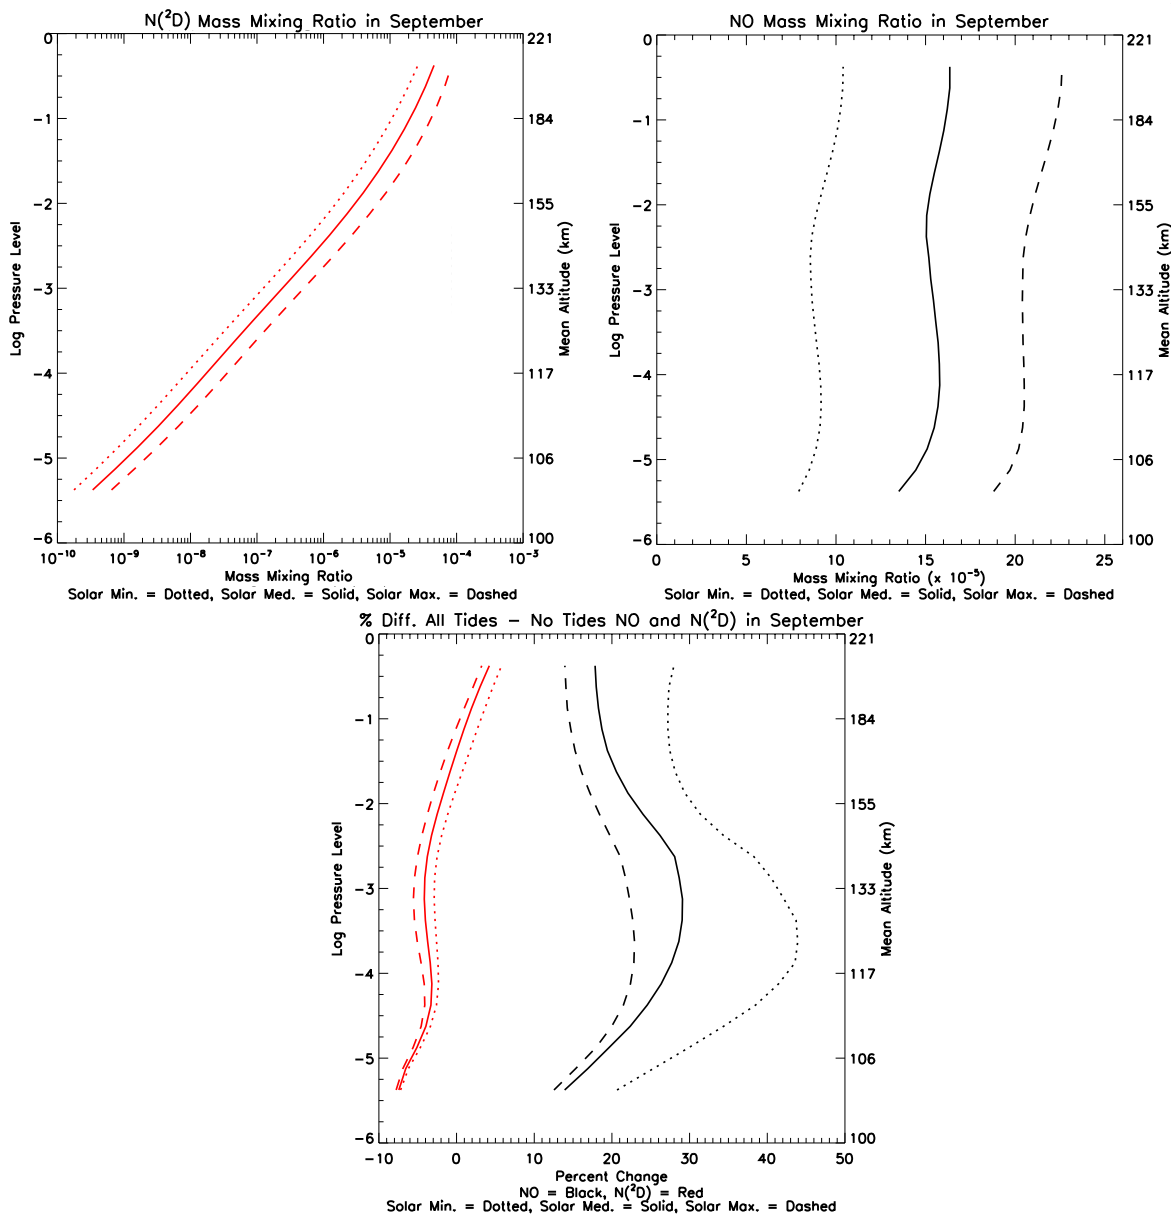 N(²D) Mass Mixing Ratio in September
0
-1
-2
-3
-4
-5
-6
Log Pressure Level
221
184
155
133
117
106
100
Mean Altitude (km)
10⁻¹⁰ 10⁻⁹ 10⁻⁸ 10⁻⁷ 10⁻⁶ 10⁻⁵ 10⁻⁴ 10⁻³
Mass Mixing Ratio
Solar Min. = Dotted, Solar Med. = Solid, Solar Max. = Dashed
NO Mass Mixing Ratio in September
0
-1
-2
-3
-4
-5
-6
Log Pressure Level
221
184
155
133
117
106
100
Mean Altitude (km)
0 5 10 15 20 25
Mass Mixing Ratio (x 10⁻⁵)
Solar Min. = Dotted, Solar Med. = Solid, Solar Max. = Dashed
% Diff. All Tides - No Tides NO and N(²D) in September
0
-1
-2
-3
-4
-5
-6
Log Pressure Level
221
184
155
133
117
106
100
Mean Altitude (km)
-10 0 10 20 30 40 50
Percent Change
NO = Black, N(²D) = Red
Solar Min. = Dotted, Solar Med. = Solid, Solar Max. = Dashed